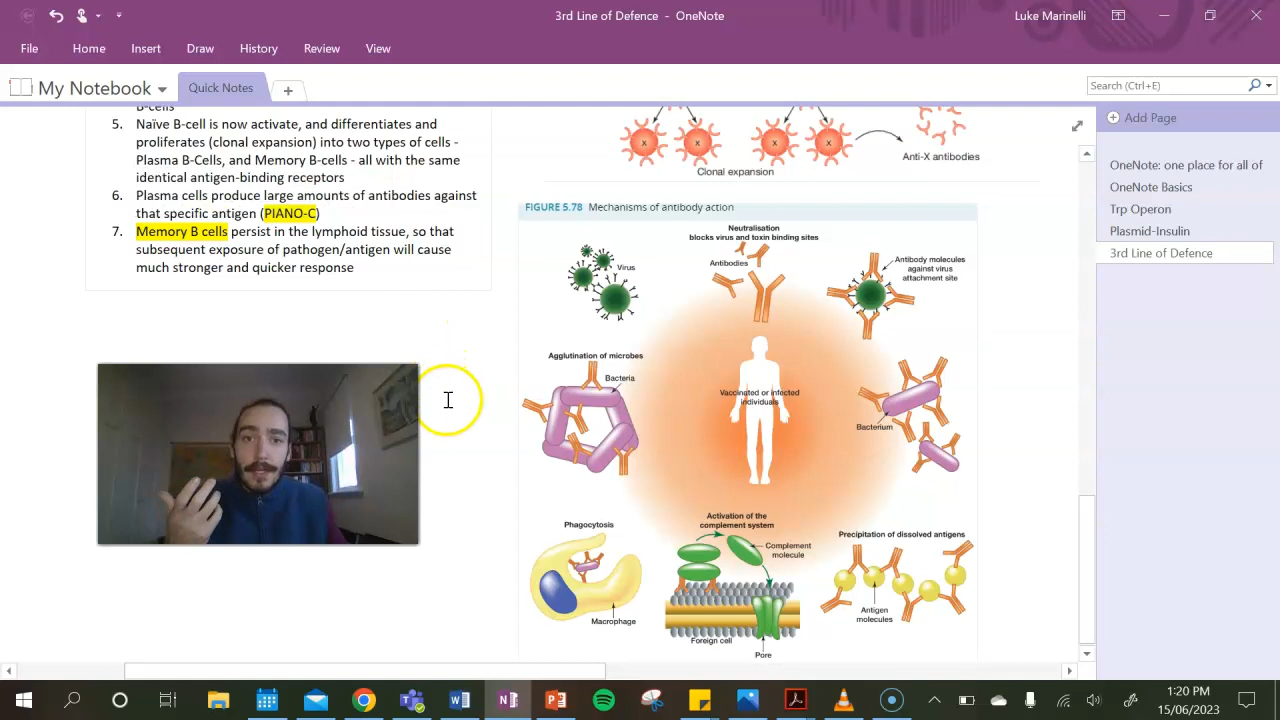 3rd Line of Defence - OneNote
Luke Marinelli
File Home Insert Draw History Review View
My Notebook
Quick Notes
+
Search (Ctrl+E)
Add Page
OneNote: one place for all of
OneNote Basics
Trp Operon
Plasmid-Insulin
3rd Line of Defence
B-cells
5. Naïve B-cell is now activate, and differentiates and
proliferates (clonal expansion) into two types of cells -
Plasma B-Cells, and Memory B-cells - all with the same
identical antigen-binding receptors
6. Plasma cells produce large amounts of antibodies against
that specific antigen (PIANO-C)
7. Memory B cells persist in the lymphoid tissue, so that
subsequent exposure of pathogen/antigen will cause
much stronger and quicker response
X X X X
Anti-X antibodies
Clonal expansion
FIGURE 5.78 Mechanisms of antibody action
Neutralisation
blocks virus and toxin binding sites
Virus
Antibodies
Antibody molecules
against virus
attachment site
Agglutination of microbes
Bacteria
Vaccinated or infected
individuals
Bacterium
Phagocytosis
Macrophage
Activation of the
complement system
Complement
molecule
Foreign cell
Pore
Precipitation of dissolved antigens
Antigen
molecules
1:20 PM
15/06/2023